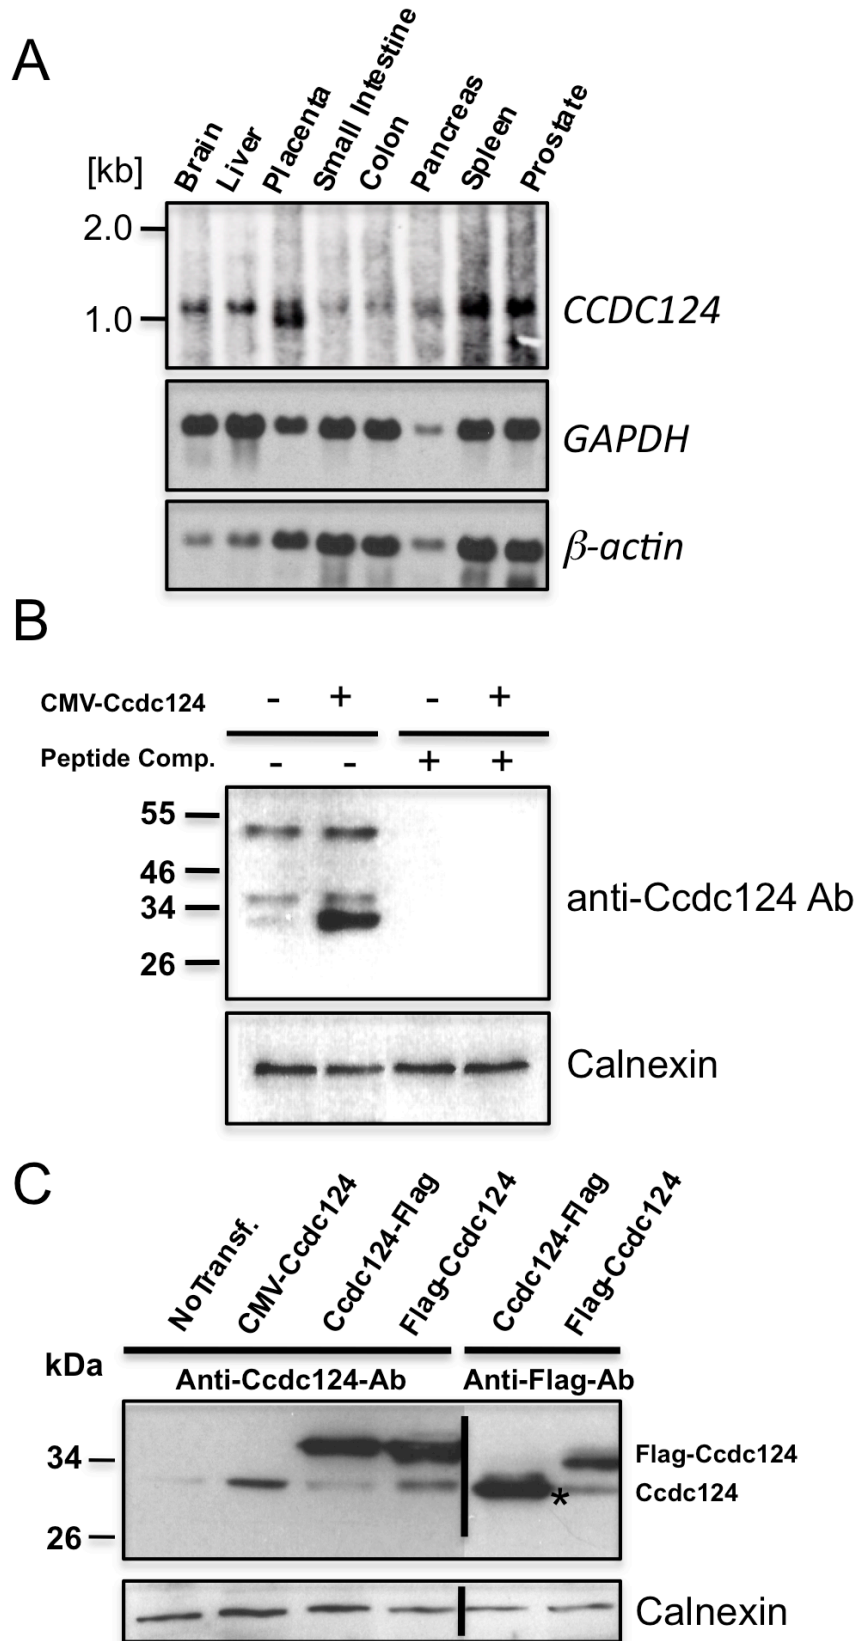 A
Brain Liver Placenta Small Intestine Colon Pancreas Spleen Prostate
[kb]
2.0
1.0
CCDC124
GAPDH
β-actin
B
CMV-Ccdc124 - + - +
Peptide Comp. - - + +
55
46
34
26
anti-Ccdc124 Ab
Calnexin
C
NoTransf. CMV-Ccdc124 Ccdc124-Flag Flag-Ccdc124 Ccdc124-Flag Flag-Ccdc124
kDa
Anti-Ccdc124-Ab Anti-Flag-Ab
34
26
Flag-Ccdc124
Ccdc124
*
Calnexin